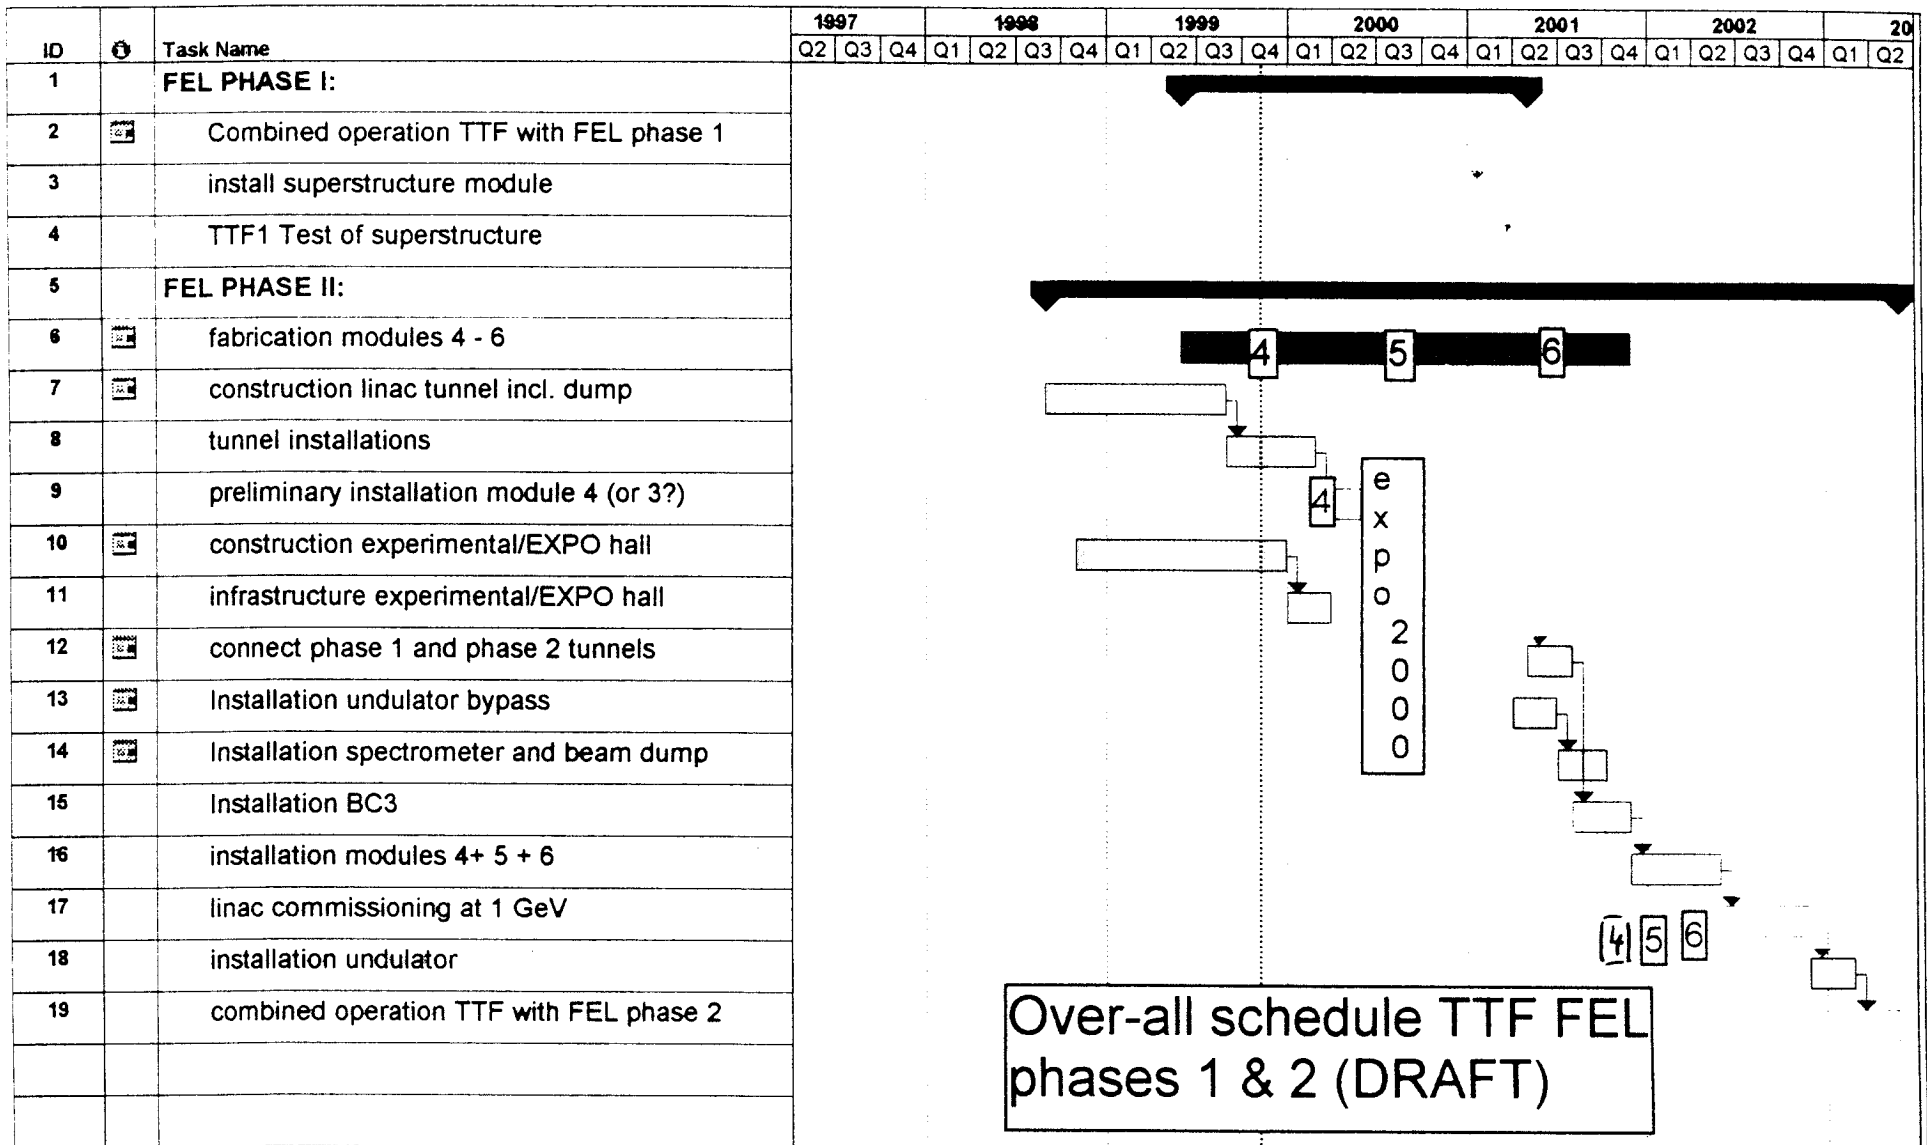 1997 1998 1999 2000 2001 2002 20
ID Task Name Q2 Q3 Q4 Q1 Q2 Q3 Q4 Q1 Q2 Q3 Q4 Q1 Q2 Q3 Q4 Q1 Q2 Q3 Q4 Q1 Q2 Q3 Q4 Q1 Q2
1 FEL PHASE I:
2 Combined operation TTF with FEL phase 1
3 install superstructure module
4 TTF1 Test of superstructure
5 FEL PHASE II:
6 fabrication modules 4 - 6 4 5 6
7 construction linac tunnel incl. dump
8 tunnel installations
9 preliminary installation module 4 (or 3?) 4
10 construction experimental/EXPO hall
11 infrastructure experimental/EXPO hall
12 connect phase 1 and phase 2 tunnels
13 Installation undulator bypass
14 Installation spectrometer and beam dump
15 Installation BC3
16 installation modules 4+ 5 + 6
17 linac commissioning at 1 GeV
4 5 6
18 installation undulator
19 combined operation TTF with FEL phase 2
expo 2000
Over-all schedule TTF FEL
phases 1 & 2 (DRAFT)